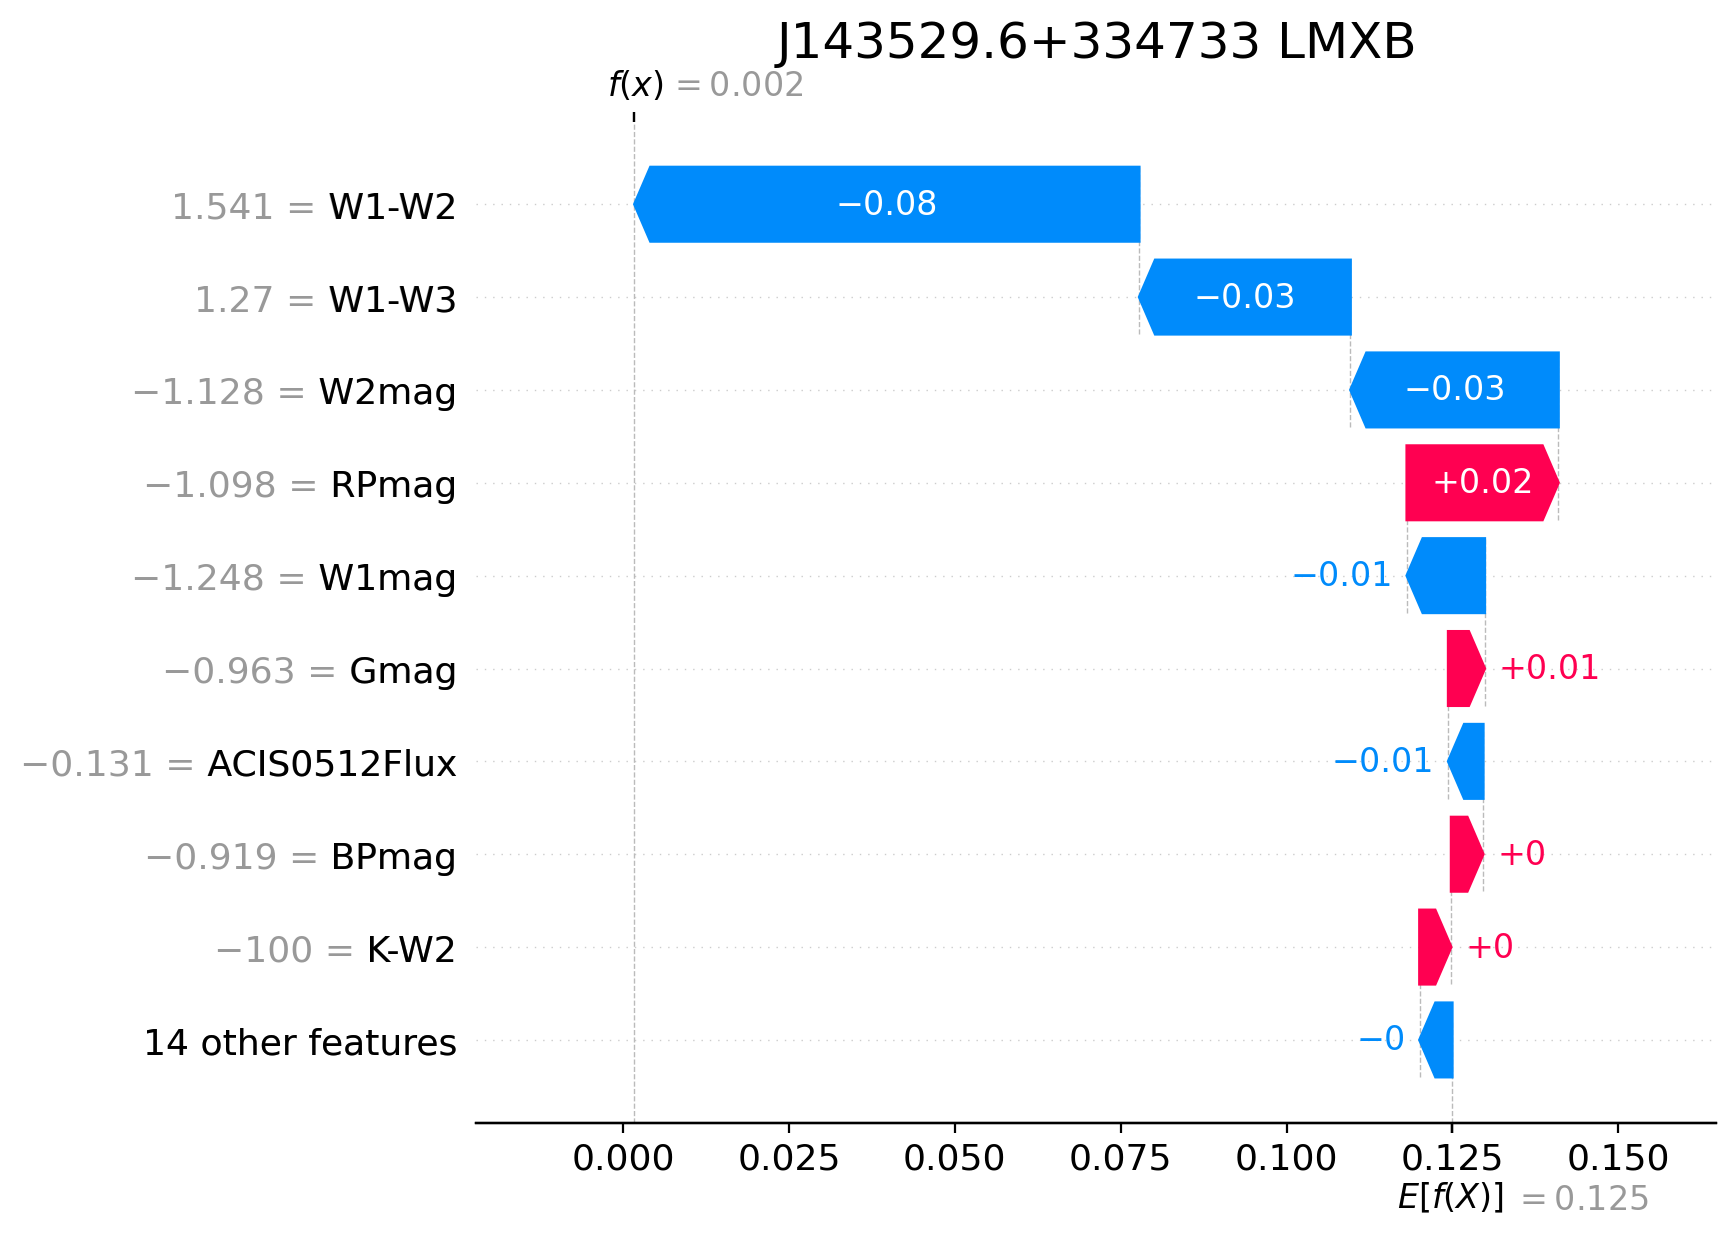 J143529.6+334733 LMXB
f(x) = 0.002
1.541 = W1-W2
−0.08
1.27 = W1-W3
−0.03
−1.128 = W2mag
−0.03
−1.098 = RPmag
+0.02
−1.248 = W1mag
−0.01
−0.963 = Gmag
+0.01
−0.131 = ACIS0512Flux
−0.01
−0.919 = BPmag
+0
−100 = K-W2
+0
14 other features
−0
0.000 0.025 0.050 0.075 0.100 0.125 0.150
E[f(X)] = 0.125